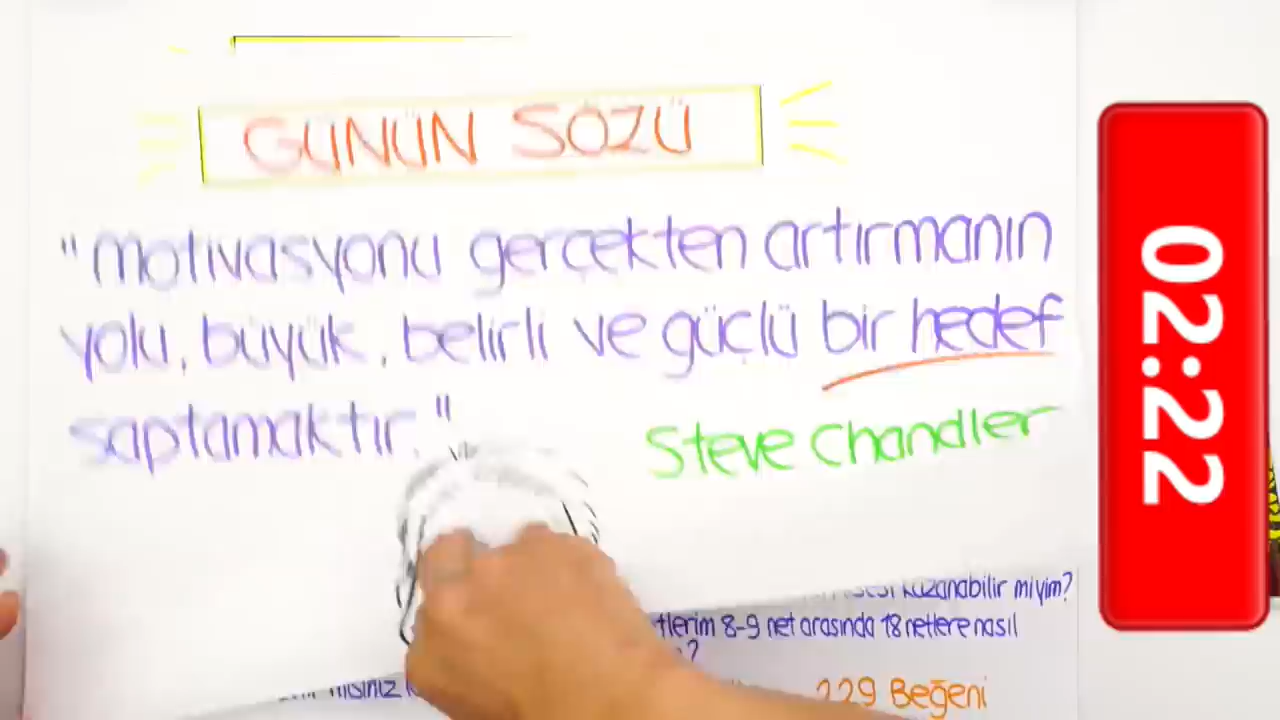 GÜNÜN SÖZÜ
"motivasyonu gerçekten artırmanın
yolu, büyük, belirli ve güçlü bir hedef
saptamaktır."
Steve Chandler
kazanabilir miyim?
8-9 net arasında 18 netlere nasıl
?
229 Beğeni
02:22